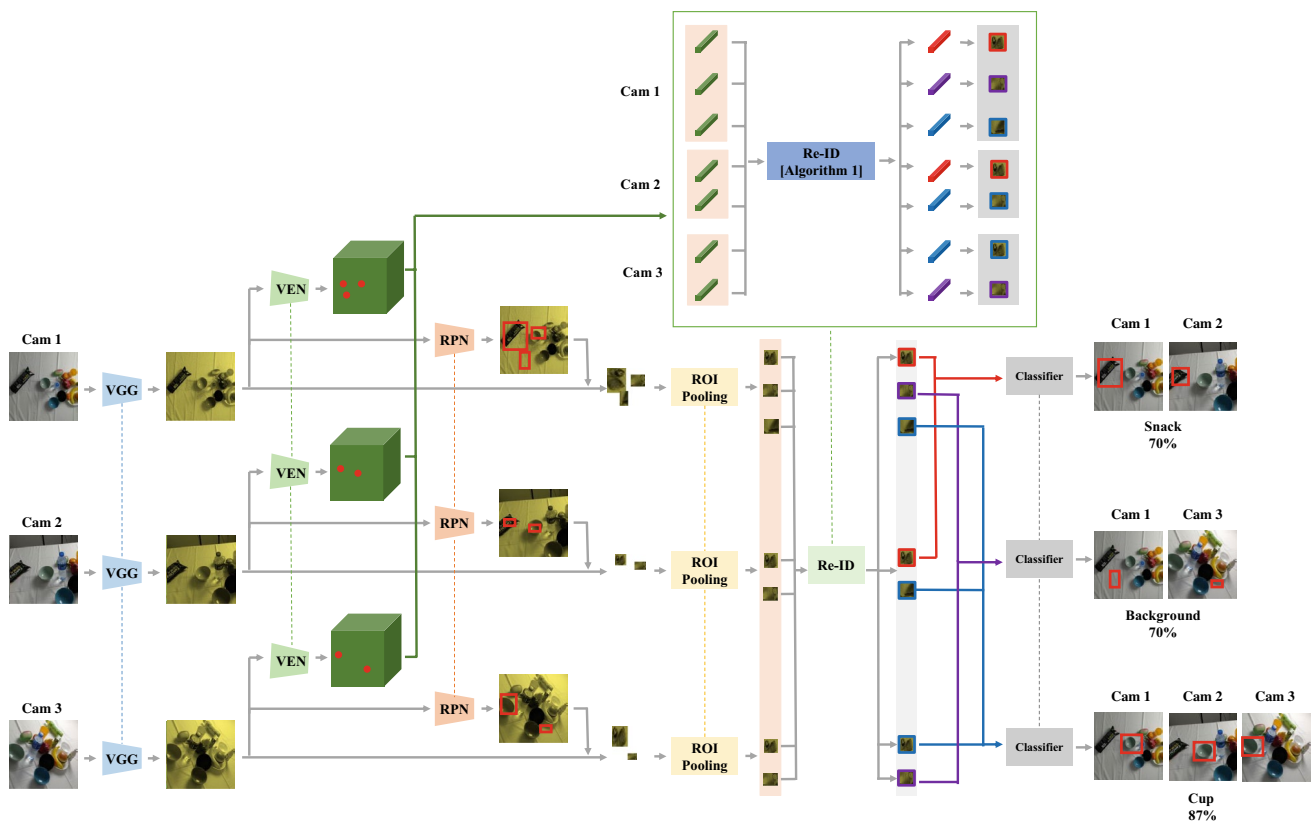 Cam 1
Cam 2
Cam 3
Re-ID
[Algorithm 1]
VEN
Cam 1
VGG
RPN
ROI
Pooling
Classifier
Cam 1
Cam 2
Snack
70%
VEN
Cam 2
VGG
RPN
ROI
Pooling
Re-ID
Classifier
Cam 1
Cam 3
Background
70%
VEN
Cam 3
VGG
RPN
ROI
Pooling
Classifier
Cam 1
Cam 2
Cam 3
Cup
87%